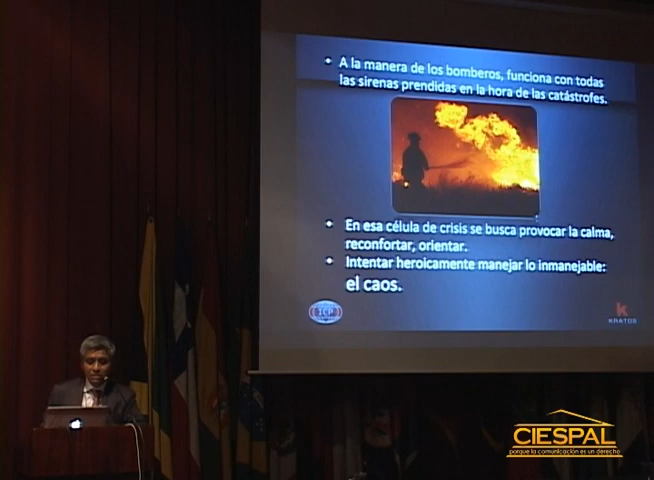 • A la manera de los bomberos, funciona con todas
las sirenas prendidas en la hora de las catástrofes.
• En esa célula de crisis se busca provocar la calma,
reconfortar, orientar.
• Intentar heroicamente manejar lo inmanejable:
el caos.
ICP
KRATOS
CIESPAL
porque la comunicación es un derecho